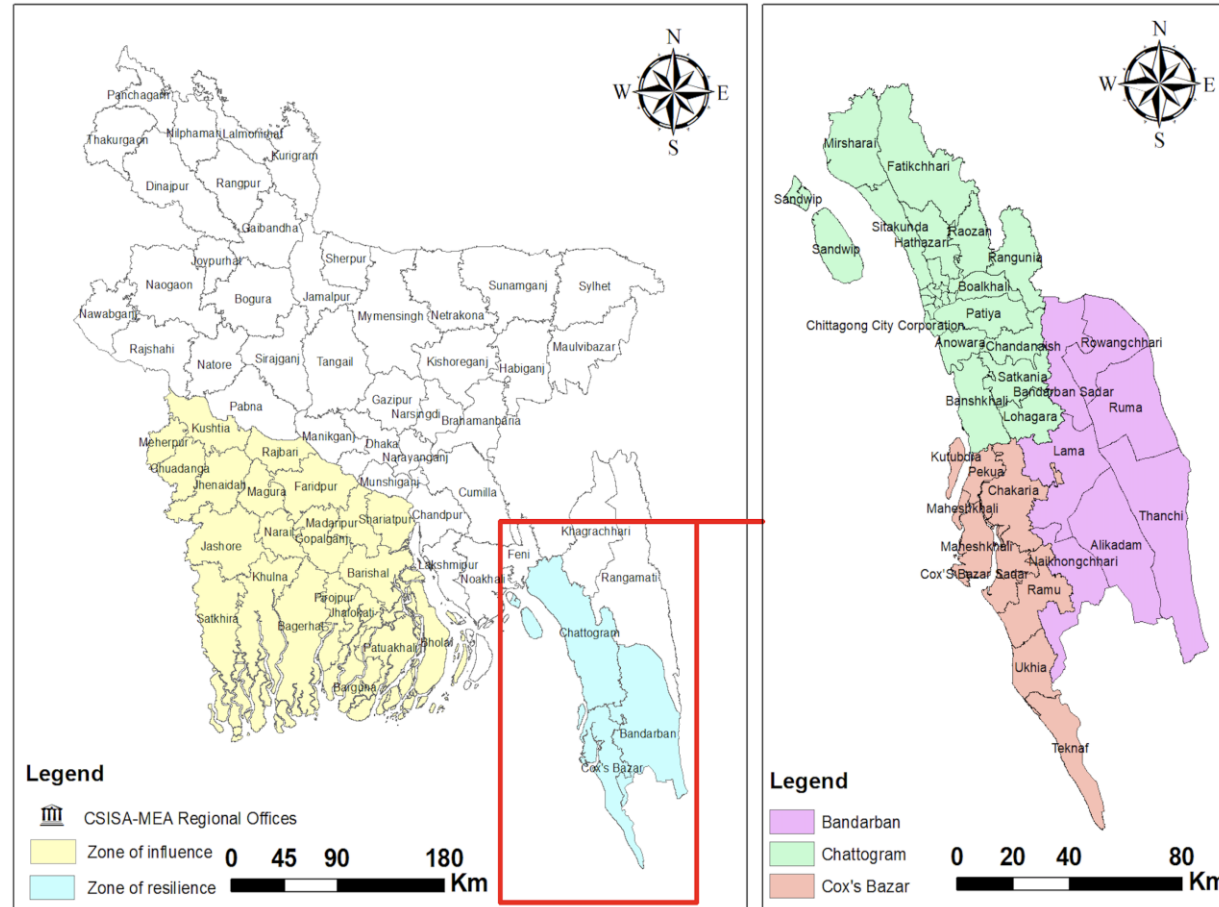 N
W
E
S
Panchagarh
Thakurgaon
Nilphamari
Lalmonirhat
Kurigram
Dinajpur
Rangpur
Gaibandha
Joypurhat
Naogaon
Bogura
Jamalpur
Sherpur
Nawabganj
Mymensingh
Netrakona
Sunamganj
Sylhet
Rajshahi
Natore
Sirajganj
Tangail
Kishoreganj
Habiganj
Maulvibazar
Pabna
Gazipur
Narsingdi
Brahamanbaria
Kushtia
Manikganj
Dhaka
Meherpur
Rajbari
Narayanganj
Chuadanga
Jhenaidah
Magura
Faridpur
Munshiganj
Cumilla
Madaripur
Shariatpur
Chandpur
Narail
Gopalganj
Khagrachhari
Jashore
Feni
Lakshmipur
Noakhali
Rangamati
Khulna
Barishal
Pirojpur
Jhalokati
Satkhira
Bagerhat
Patuakhali
Bhola
Chattogram
Barguna
Bandarban
Cox's Bazar
Legend
CSISA-MEA Regional Offices
Zone of influence
Zone of resilience
0 45 90 180
Km
N
W
E
S
Mirsharai
Fatikchhari
Sandwip
Sitakunda
Raozan
Hathazari
Sandwip
Rangunia
Boalkhali
Patiya
Chittagong City Corporation
Anowara
Chandanaish
Rowangchhari
Satkania
Bandarban Sadar
Banshkhali
Lohagara
Ruma
Kutubdia
Lama
Pekua
Chakaria
Maheshkhali
Thanchi
Maheshkhali
Alikadam
Naikhongchhari
Cox'S Bazar Sadar
Ramu
Ukhia
Teknaf
Legend
Bandarban
Chattogram
Cox's Bazar
0 20 40 80
Km